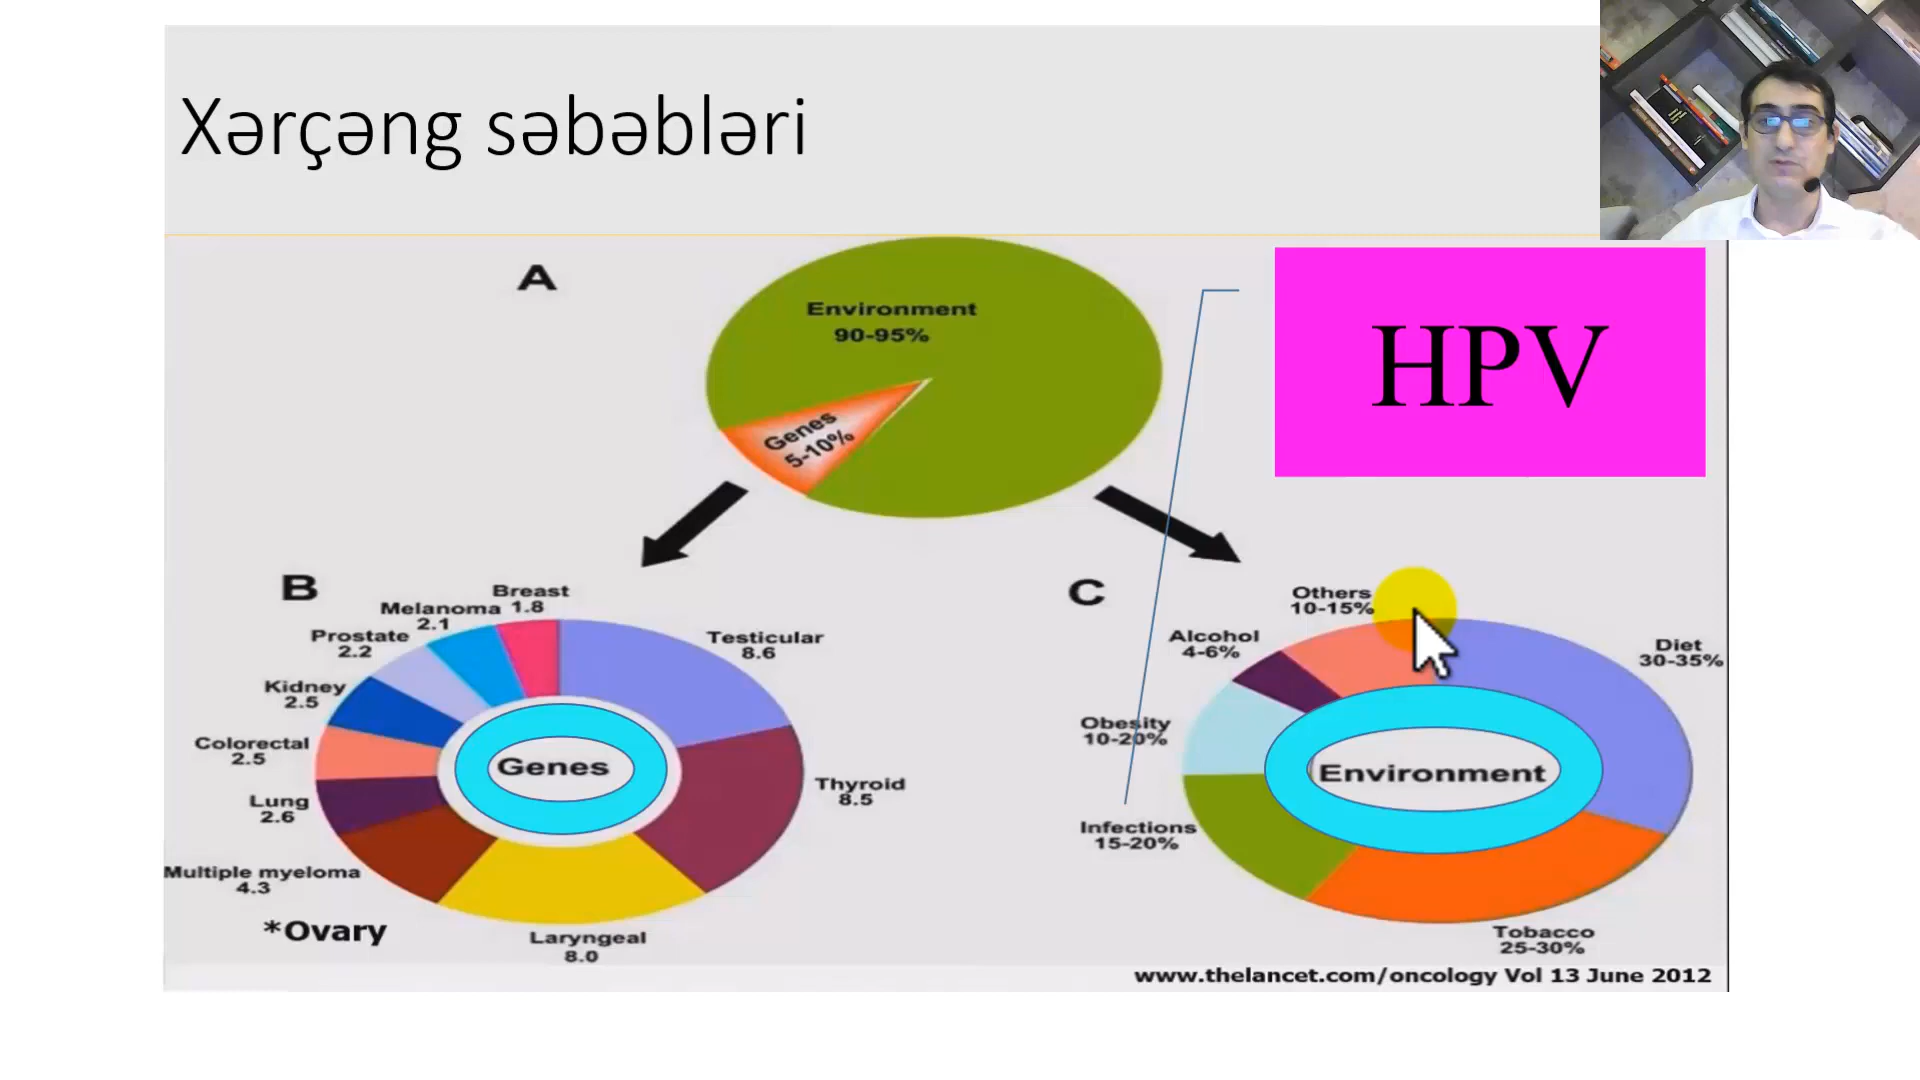 Xərçəng səbəbləri
A
Environment
90-95%
Genes
5-10%
HPV
B
Breast
1.8
Melanoma
2.1
Prostate
2.2
Kidney
2.5
Colorectal
2.5
Lung
2.6
Multiple myeloma
4.3
*Ovary
Laryngeal
8.0
Thyroid
8.5
Testicular
8.6
Genes
C
Others
10-15%
Alcohol
4-6%
Obesity
10-20%
Infections
15-20%
Tobacco
25-30%
Diet
30-35%
Environment
www.thelancet.com/oncology Vol 13 June 2012